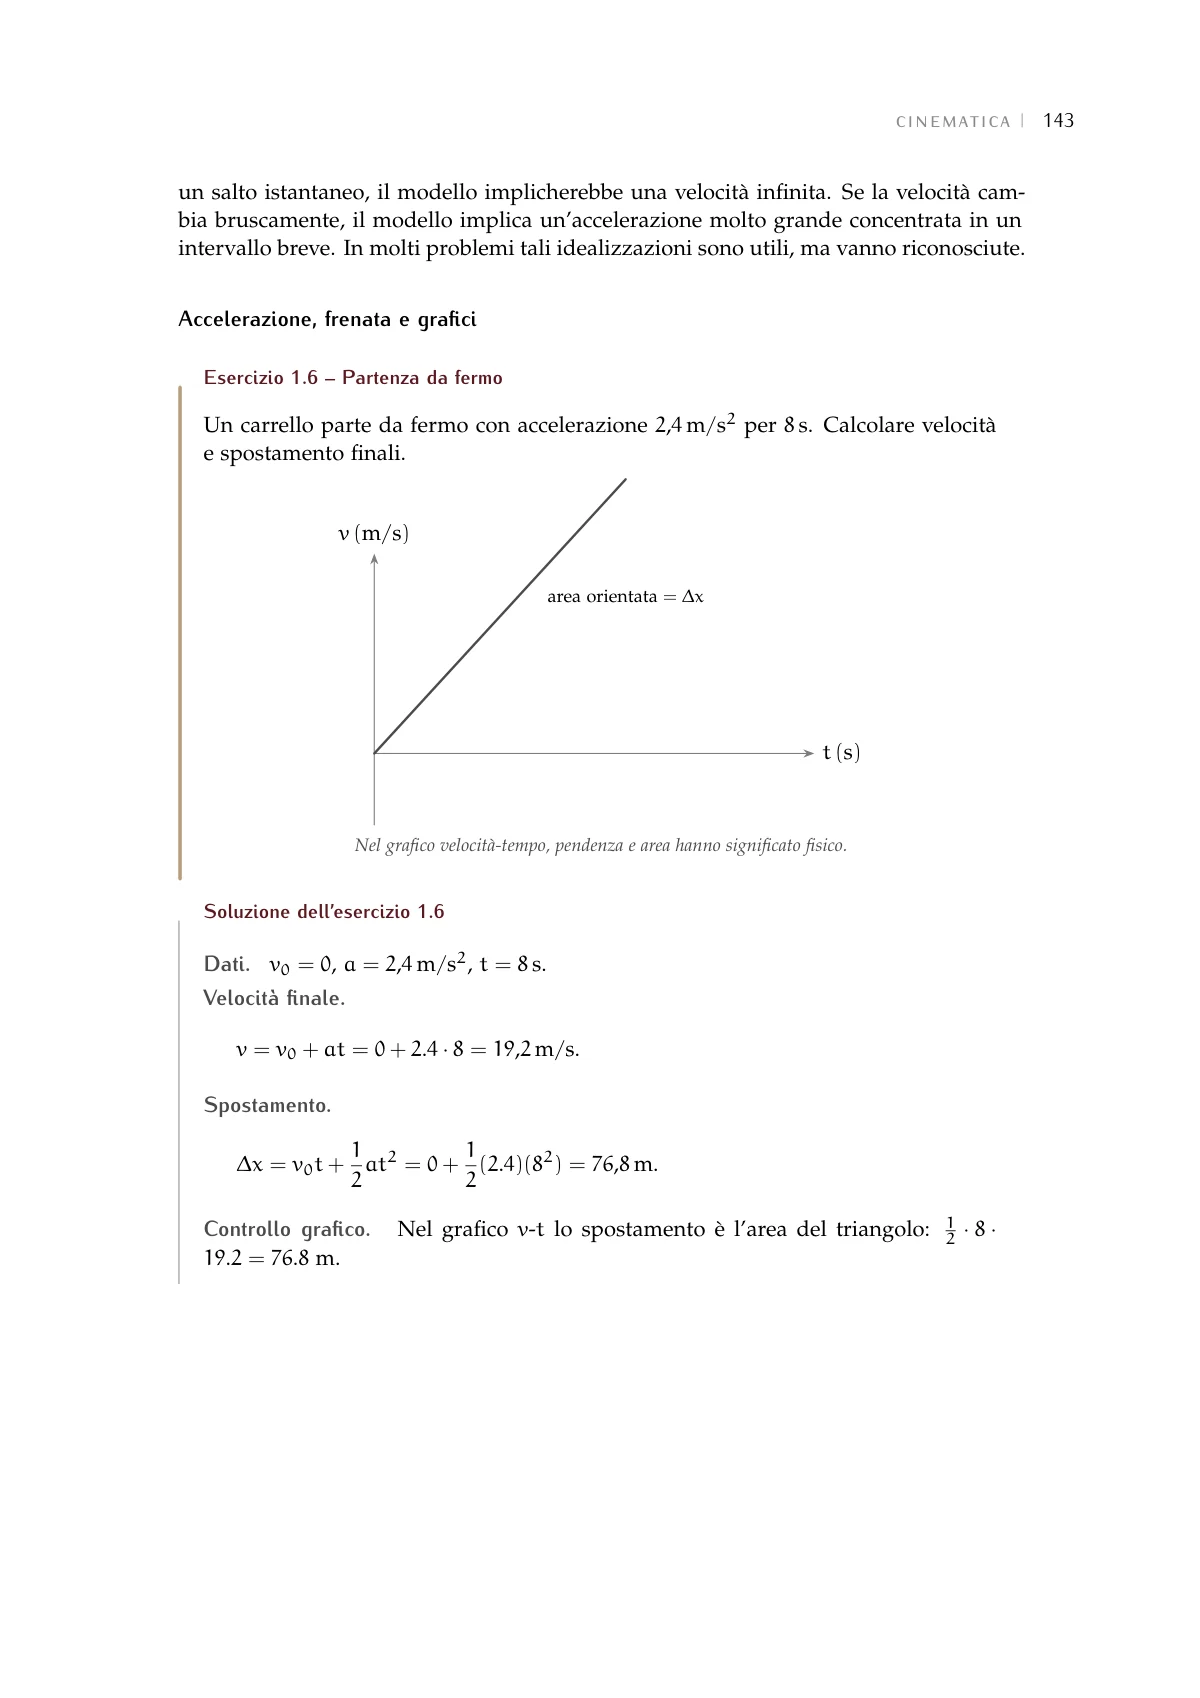 CINEMATICA | 143
un salto istantaneo, il modello implicherebbe una velocità infinita. Se la velocità cam-
bia bruscamente, il modello implica un’accelerazione molto grande concentrata in un
intervallo breve. In molti problemi tali idealizzazioni sono utili, ma vanno riconosciute.
Accelerazione, frenata e grafici
Esercizio 1.6 – Partenza da fermo
Un carrello parte da fermo con accelerazione 2,4 m/s² per 8 s. Calcolare velocità
e spostamento finali.
v (m/s)
area orientata = Δx
t (s)
Nel grafico velocità-tempo, pendenza e area hanno significato fisico.
Soluzione dell’esercizio 1.6
Dati. v₀ = 0, a = 2,4 m/s², t = 8 s.
Velocità finale.
v = v₀ + at = 0 + 2.4 · 8 = 19,2 m/s.
Spostamento.
Δx = v₀t + 1/2 at² = 0 + 1/2 (2.4)(8²) = 76,8 m.
Controllo grafico. Nel grafico v-t lo spostamento è l’area del triangolo: 1/2 · 8 ·
19.2 = 76.8 m.